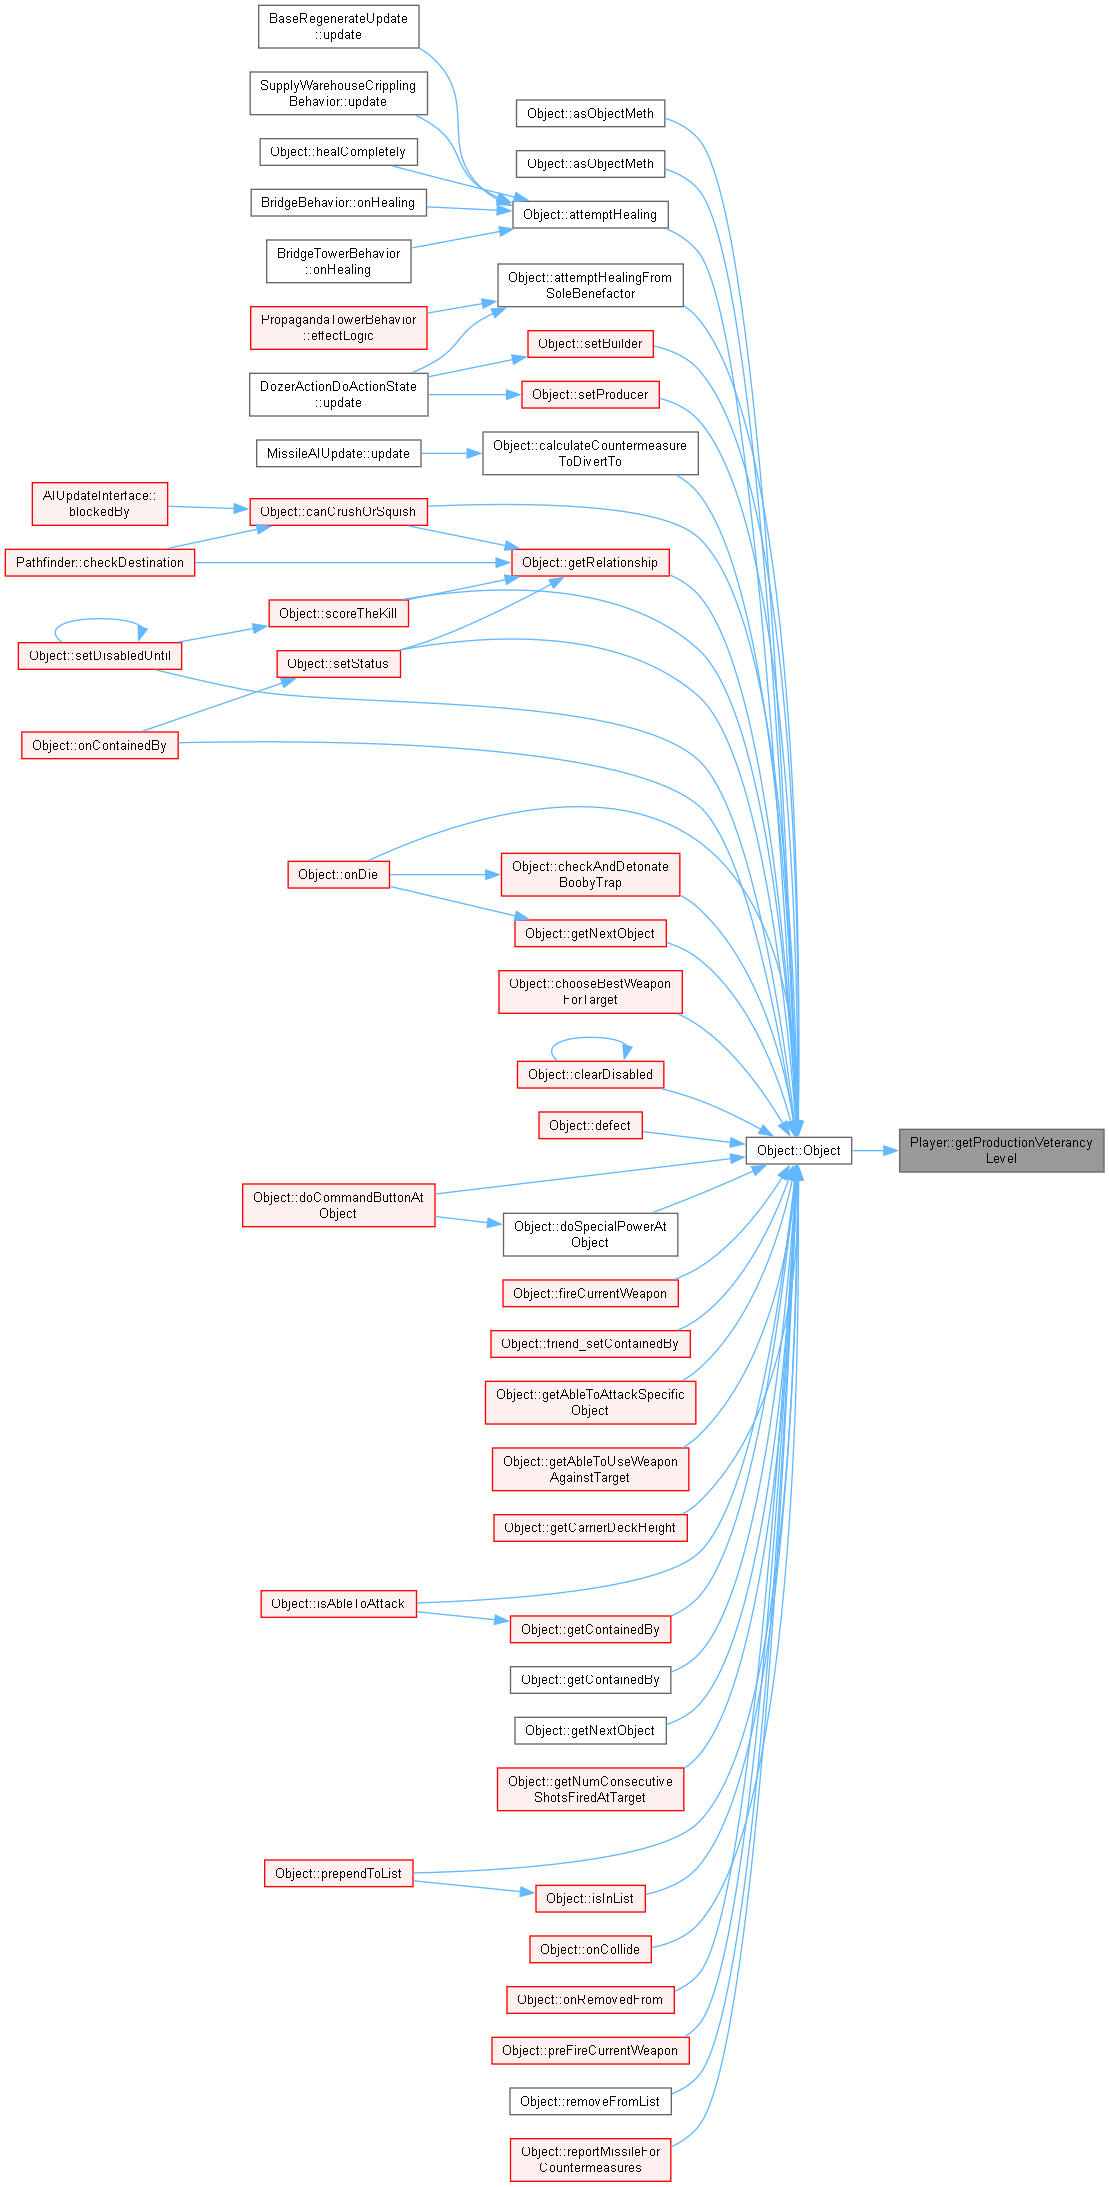 BaseRegenerateUpdate
::update
SupplyWarehouseCrippling
Behavior::update
Object::healCompletely
BridgeBehavior::onHealing
BridgeTowerBehavior
::onHealing
PropagandaTowerBehavior
::effectLogic
DozerActionDoActionState
::update
MissileAIUpdate::update
AIUpdateInterface::
blockedBy
Pathfinder::checkDestination
Object::setDisabledUntil
Object::onContainedBy
Object::canCrushOrSquish
Object::scoreTheKill
Object::setStatus
Object::onDie
Object::doCommandButtonAt
Object
Object::isAbleToAttack
Object::prependToList
Object::asObjectMeth
Object::asObjectMeth
Object::attemptHealing
Object::attemptHealingFrom
SoleBenefactor
Object::setBuilder
Object::setProducer
Object::calculateCountermeasure
ToDivertTo
Object::getRelationship
Object::checkAndDetonate
BoobyTrap
Object::getNextObject
Object::chooseBestWeapon
ForTarget
Object::clearDisabled
Object::defect
Object::doSpecialPowerAt
Object
Object::fireCurrentWeapon
Object::friend_setContainedBy
Object::getAbleToAttackSpecific
Object
Object::getAbleToUseWeapon
AgainstTarget
Object::getCarrierDeckHeight
Object::getContainedBy
Object::getContainedBy
Object::getNextObject
Object::getNumConsecutive
ShotsFiredAtTarget
Object::isInList
Object::onCollide
Object::onRemovedFrom
Object::preFireCurrentWeapon
Object::removeFromList
Object::reportMissileFor
Countermeasures
Object::Object
Player::getProductionVeterancy
Level